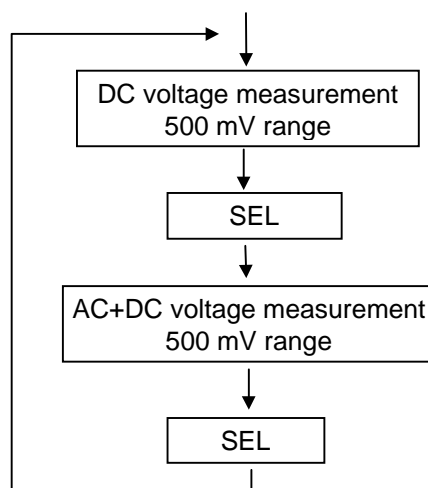 DC voltage measurement
500 mV range
SEL
AC+DC voltage measurement
500 mV range
SEL